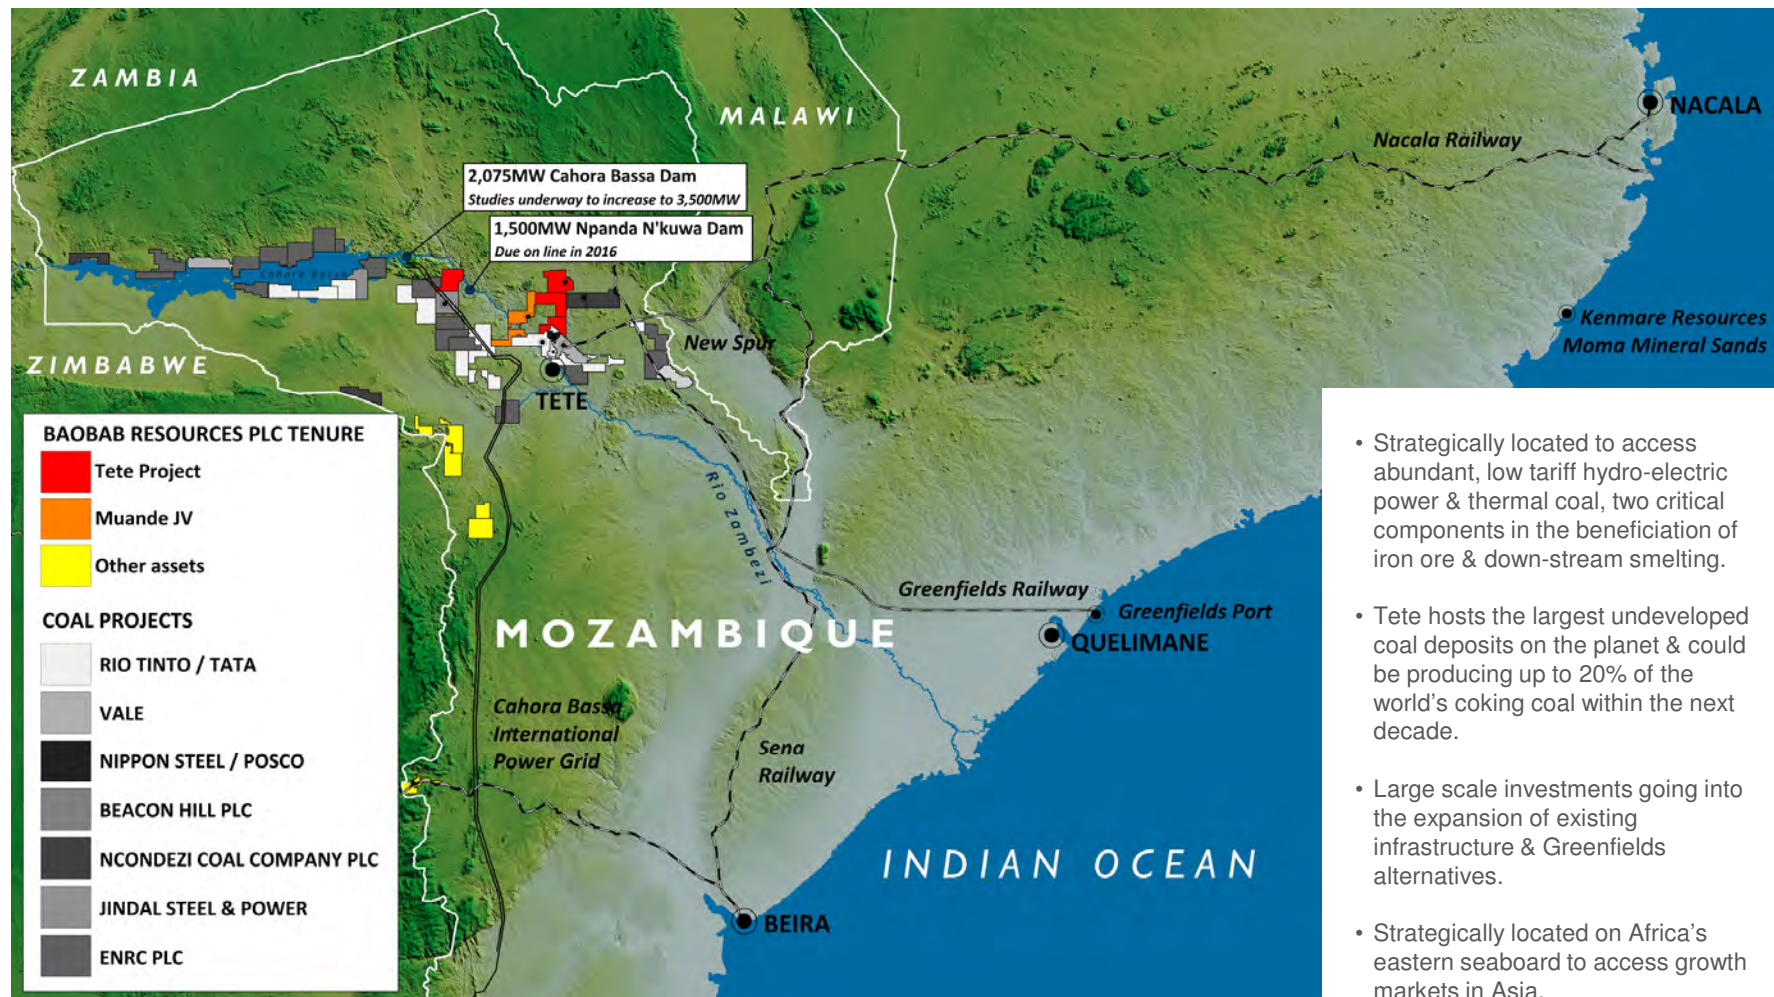 ZAMBIA
MALAWI
NACALA
Nacala Railway
2,075MW Cahora Bassa Dam
Studies underway to increase to 3,500MW
1,500MW Npanda N'kuwa Dam
Due on line in 2016
Cahora Bassa
Kenmare Resources
Moma Mineral Sands
New Spur
ZIMBABWE
TETE
BAOBAB RESOURCES PLC TENURE
Tete Project
Muande JV
Other assets
COAL PROJECTS
RIO TINTO / TATA
VALE
NIPPON STEEL / POSCO
BEACON HILL PLC
NCONDEZI COAL COMPANY PLC
JINDAL STEEL & POWER
ENRC PLC
Rio Zambezi
Greenfields Railway
Greenfields Port
MOZAMBIQUE
QUELIMANE
Cahora Bassa
International
Power Grid
Sena
Railway
INDIAN OCEAN
BEIRA
• Strategically located to access
abundant, low tariff hydro-electric
power & thermal coal, two critical
components in the beneficiation of
iron ore & down-stream smelting.
• Tete hosts the largest undeveloped
coal deposits on the planet & could
be producing up to 20% of the
world's coking coal within the next
decade.
• Large scale investments going into
the expansion of existing
infrastructure & Greenfields
alternatives.
• Strategically located on Africa's
eastern seaboard to access growth
markets in Asia.